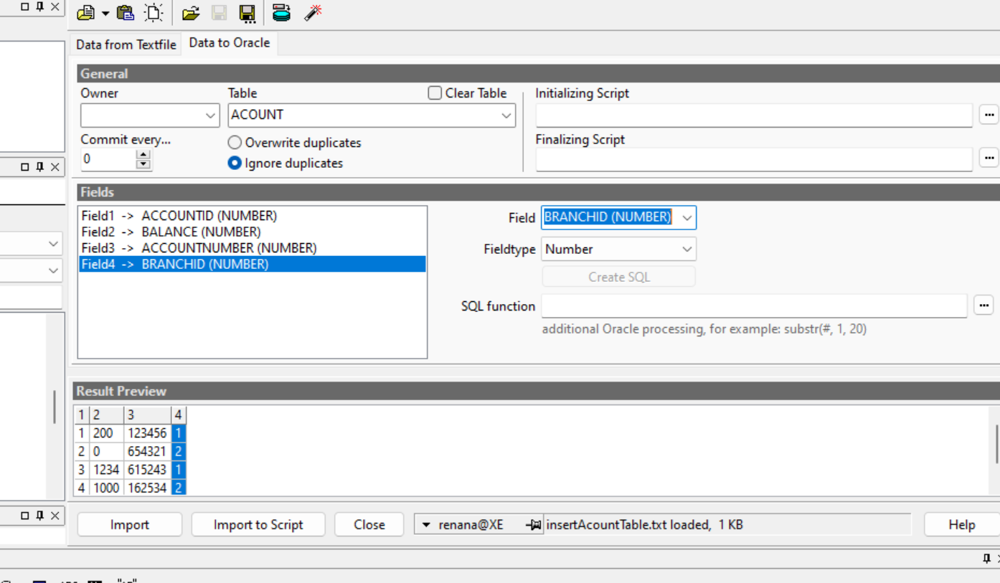 Data from Textfile Data to Oracle
General
Owner Table Clear Table Initializing Script
ACOUNT
Commit every... Overwrite duplicates Finalizing Script
0 Ignore duplicates
Fields
Field1 -> ACCOUNTID (NUMBER) Field BRANCHID (NUMBER)
Field2 -> BALANCE (NUMBER)
Field3 -> ACCOUNTNUMBER (NUMBER) Fieldtype Number
Field4 -> BRANCHID (NUMBER)
Create SQL
SQL function
additional Oracle processing, for example: substr(#, 1, 20)
Result Preview
1 2 3 4
1 200 123456 1
2 0 654321 2
3 1234 615243 1
4 1000 162534 2
Import Import to Script Close renana@XE insertAcountTable.txt loaded, 1 KB Help